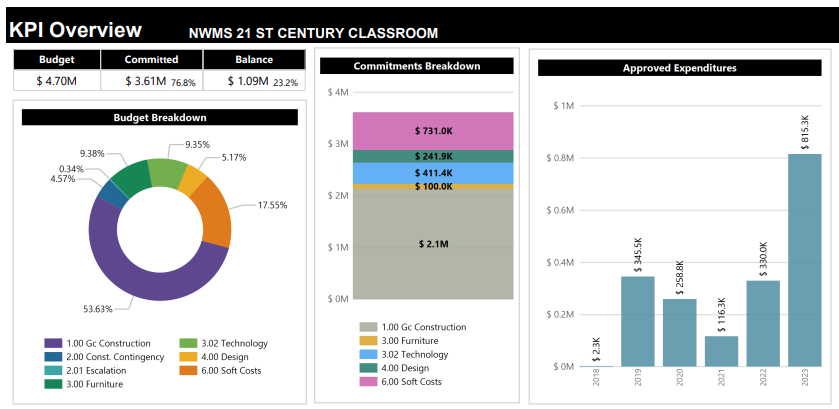 KPI Overview NWMS 21 ST CENTURY CLASSROOM
Budget Committed Balance
$ 4.70M $ 3.61M 76.8% $ 1.09M 23.2%
Budget Breakdown
9.35%
9.38%
5.17%
0.34%
4.57%
17.55%
53.63%
1.00 Gc Construction 3.02 Technology
2.00 Const. Contingency 4.00 Design
2.01 Escalation 6.00 Soft Costs
3.00 Furniture
Commitments Breakdown
$ 4M
$ 731.0K
$ 3M
$ 241.9K
$ 411.4K
$ 100.0K
$ 2M
$ 2.1M
$ 1M
$ 0M
1.00 Gc Construction
3.00 Furniture
3.02 Technology
4.00 Design
6.00 Soft Costs
Approved Expenditures
$ 1M
$ 0.8M
$ 0.6M
$ 0.4M
$ 0.2M
$ 0M
$ 2.3K
$ 345.5K
$ 258.8K
$ 116.3K
$ 330.0K
$ 815.3K
2018
2019
2020
2021
2022
2023